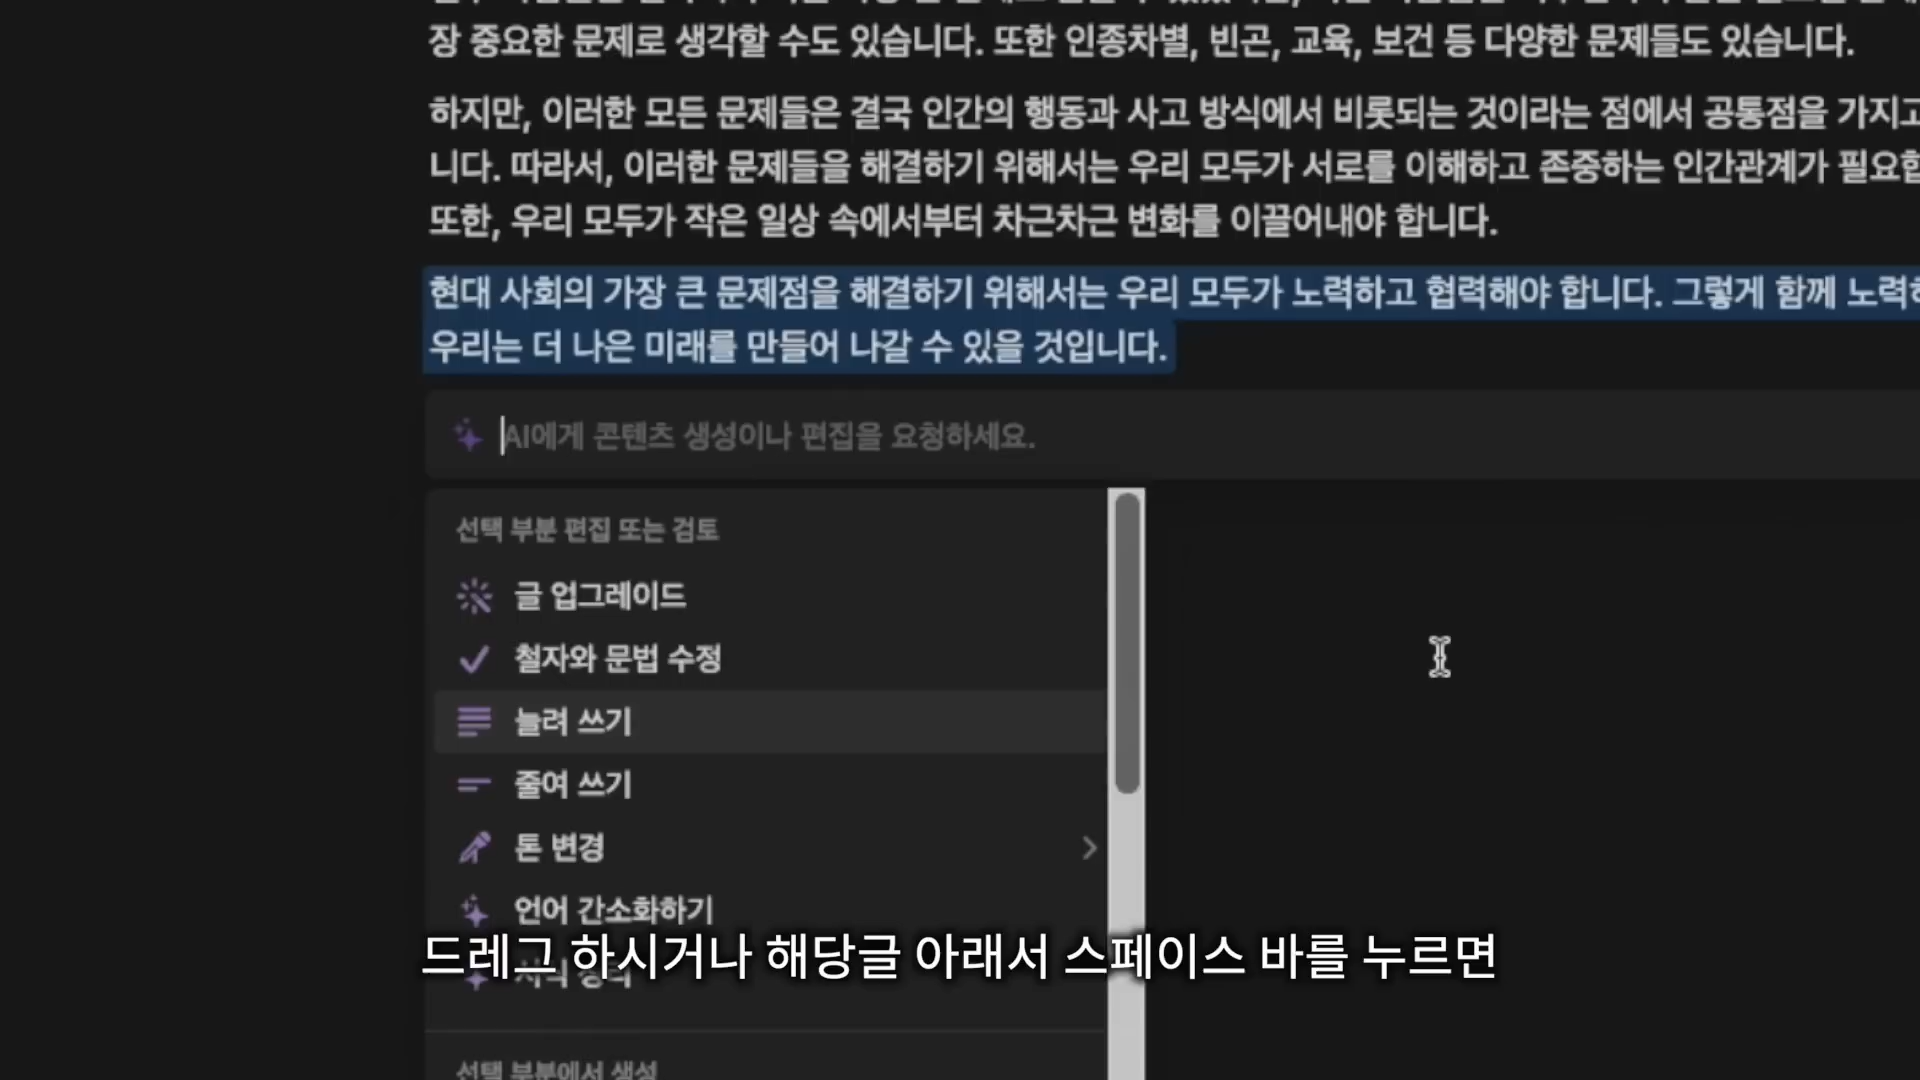 장 중요한 문제로 생각할 수도 있습니다. 또한 인종차별, 빈곤, 교육, 보건 등 다양한 문제들도 있습니다.
하지만, 이러한 모든 문제들은 결국 인간의 행동과 사고 방식에서 비롯되는 것이라는 점에서 공통점을 가지고
니다. 따라서, 이러한 문제들을 해결하기 위해서는 우리 모두가 서로를 이해하고 존중하는 인간관계가 필요합
또한, 우리 모두가 작은 일상 속에서부터 차근차근 변화를 이끌어내야 합니다.
현대 사회의 가장 큰 문제점을 해결하기 위해서는 우리 모두가 노력하고 협력해야 합니다. 그렇게 함께 노력하
우리는 더 나은 미래를 만들어 나갈 수 있을 것입니다.
AI에게 콘텐츠 생성이나 편집을 요청하세요.
선택 부분 편집 또는 검토
글 업그레이드
철자와 문법 수정
늘려 쓰기
줄여 쓰기
톤 변경
언어 간소화하기
드레그 하시거나 해당글 아래서 스페이스 바를 누르면
선택 부분에서 생성